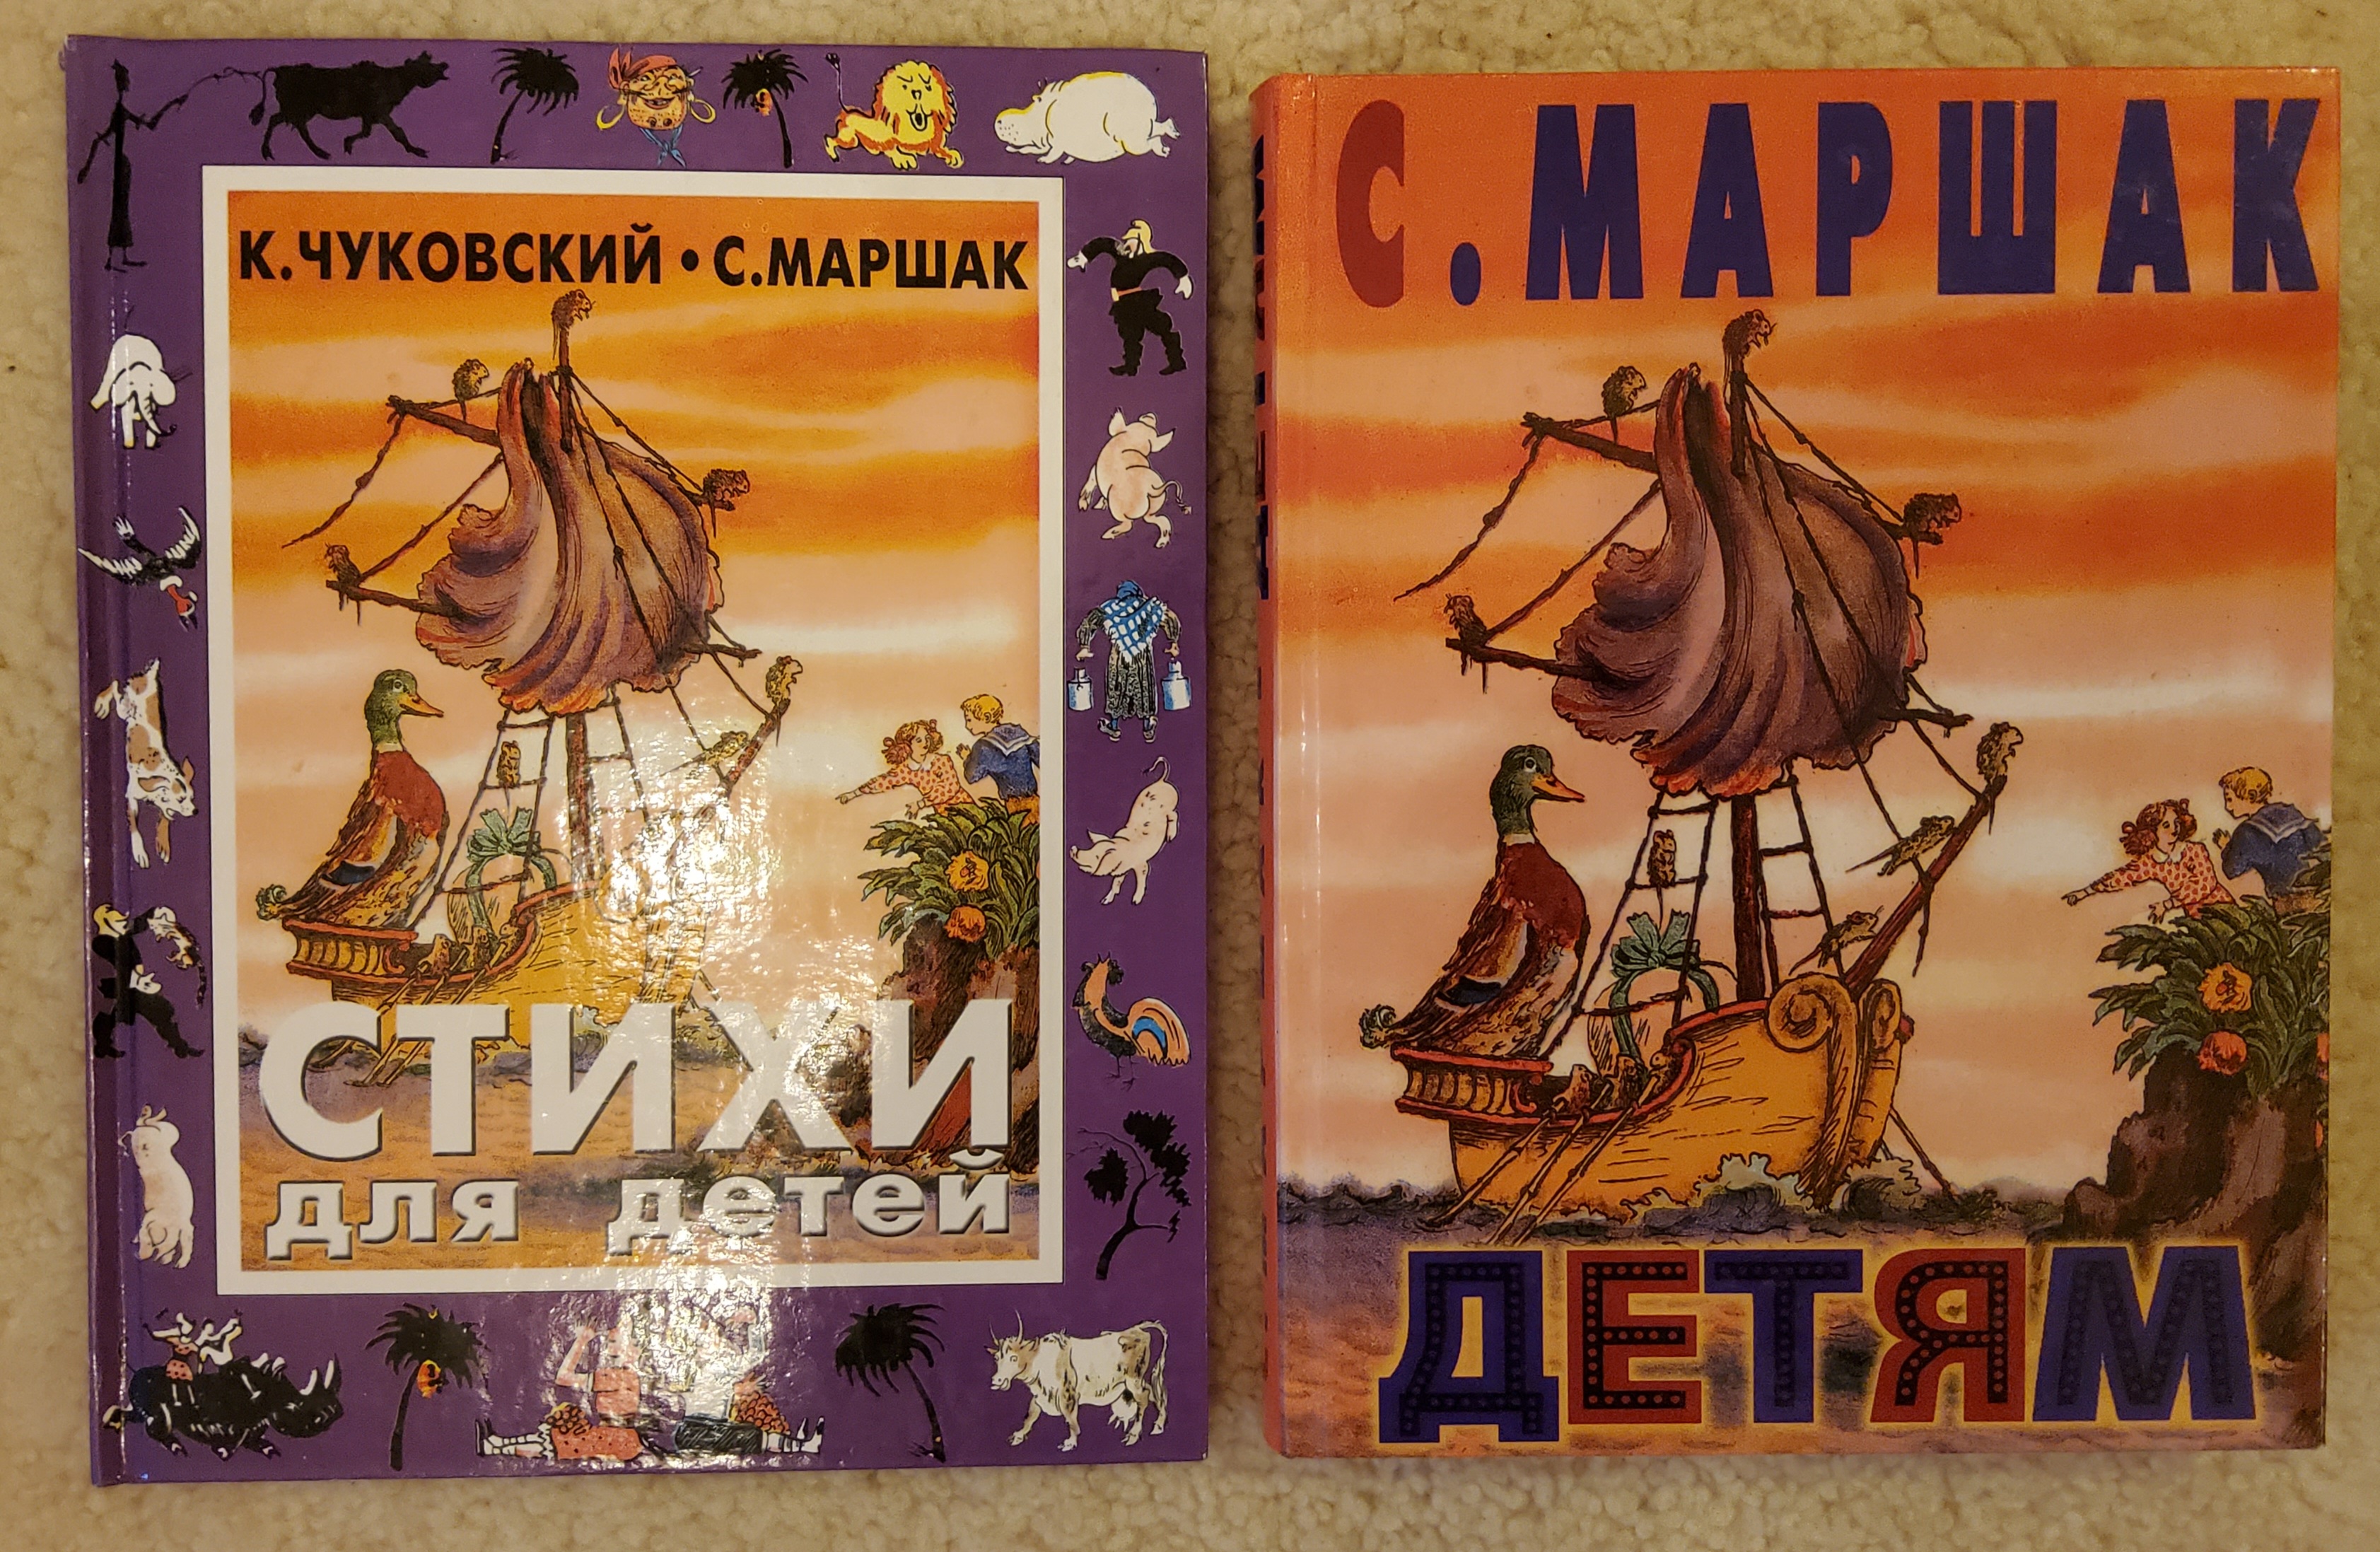 К.ЧУКОВСКИЙ • С.МАРШАК
СТИХИ
для детей
С.МАРШАК
ДЕТЯМ